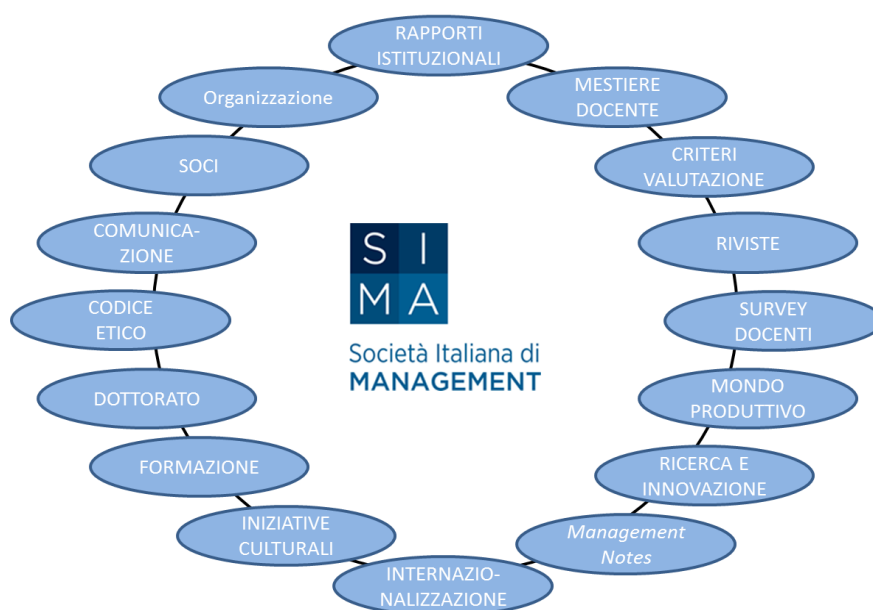 RAPPORTI
ISTITUZIONALI
Organizzazione
MESTIERE
DOCENTE
SOCI
CRITERI
VALUTAZIONE
COMUNICA-
ZIONE
RIVISTE
S I
M A
CODICE
ETICO
SURVEY
DOCENTI
Società Italiana di
MANAGEMENT
DOTTORATO
MONDO
PRODUTTIVO
FORMAZIONE
RICERCA E
INNOVAZIONE
INIZIATIVE
CULTURALI
Management
Notes
INTERNAZIO-
NALIZZAZIONE